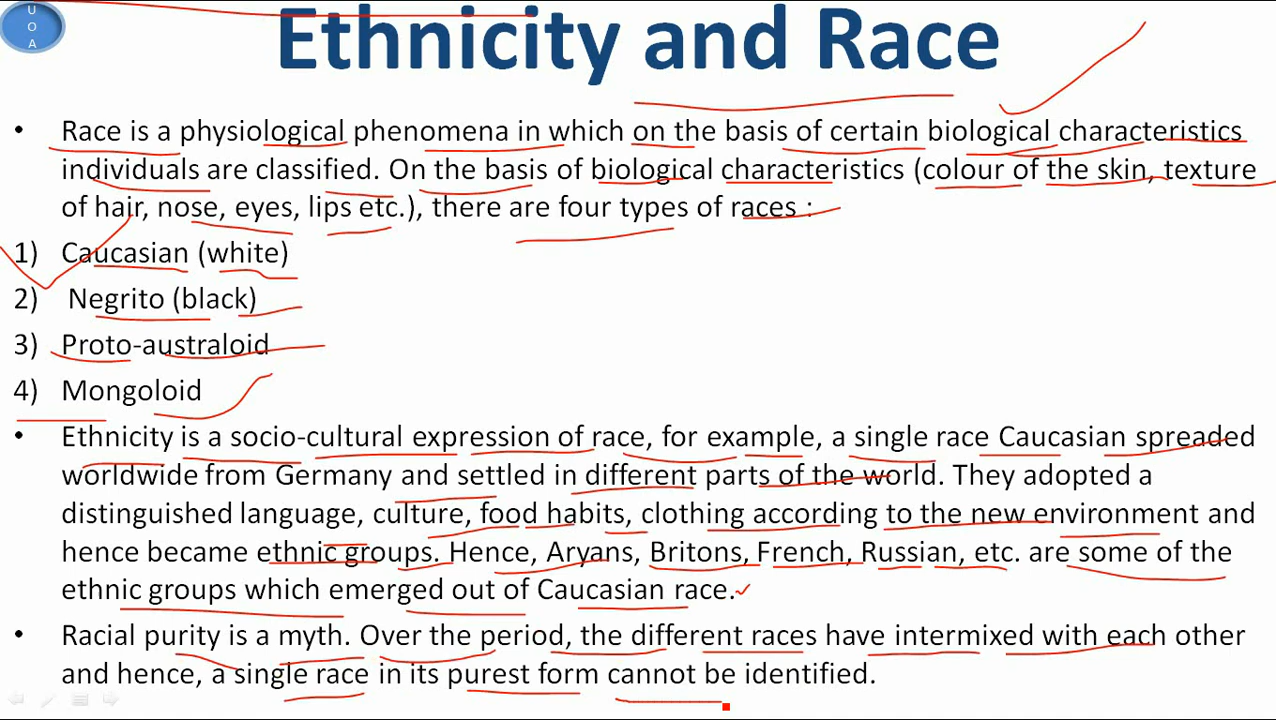 U
O
A
Ethnicity and Race
• Race is a physiological phenomena in which on the basis of certain biological characteristics
individuals are classified. On the basis of biological characteristics (colour of the skin, texture
of hair, nose, eyes, lips etc.), there are four types of races :
1) Caucasian (white)
2) Negrito (black)
3) Proto-australoid
4) Mongoloid
• Ethnicity is a socio-cultural expression of race, for example, a single race Caucasian spreaded
worldwide from Germany and settled in different parts of the world. They adopted a
distinguished language, culture, food habits, clothing according to the new environment and
hence became ethnic groups. Hence, Aryans, Britons, French, Russian, etc. are some of the
ethnic groups which emerged out of Caucasian race.
• Racial purity is a myth. Over the period, the different races have intermixed with each other
and hence, a single race in its purest form cannot be identified.